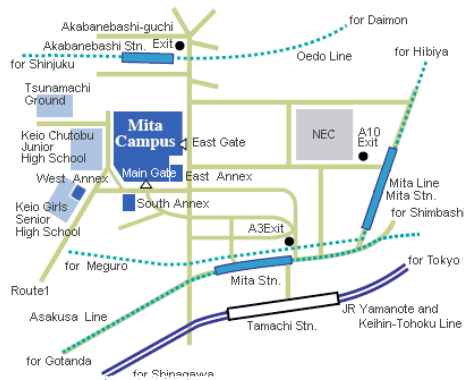 Akabanebashi-guchi
for Daimon
Akabanebashi Stn.
Exit
Oedo Line
for Hibiya
for Shinjuku
Tsunamachi
Ground
Mita
Campus
East Gate
NEC
A10
Exit
Keio Chutobu
Junior
High School
Main Gate
East Annex
West Annex
Mita Line
Mita Stn.
Keio Girls
Senior
High School
South Annex
for Shimbashi
A3Exit
for Meguro
for Tokyo
Mita Stn.
Route1
JR Yamanote and
Keihin-Tohoku Line
Asakusa Line
Tamachi Stn.
for Gotanda
for Shinagawa